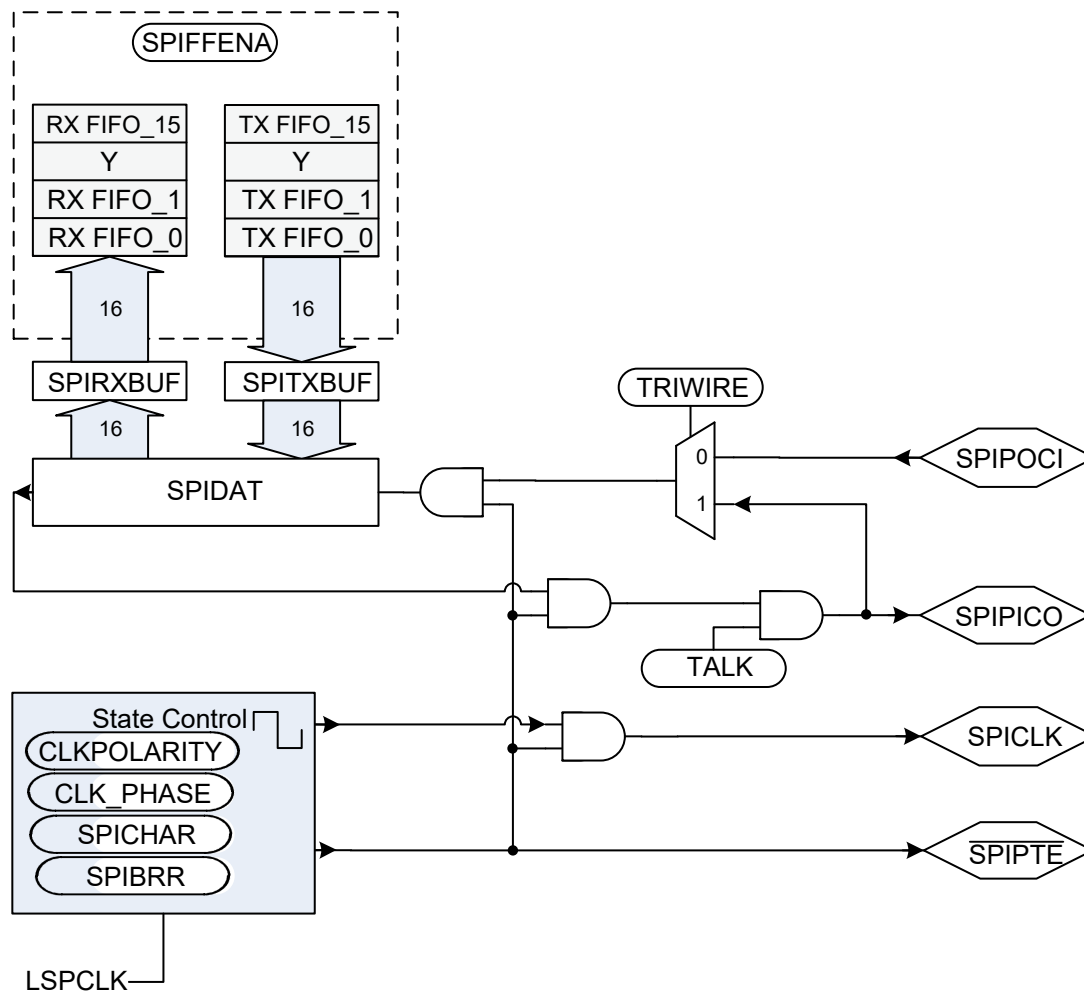 SPIFFENA
RX FIFO_15
TX FIFO_15
Y
Y
RX FIFO_1
TX FIFO_1
RX FIFO_0
TX FIFO_0
16
16
SPIRXBUF
SPITXBUF
TRIWIRE
16
16
0
SPIPOCI
SPIDAT
1
SPIPICO
TALK
State Control
CLKPOLARITY
SPICLK
CLK_PHASE
SPICHAR
SPIPTE
SPIBRR
LSPCLK